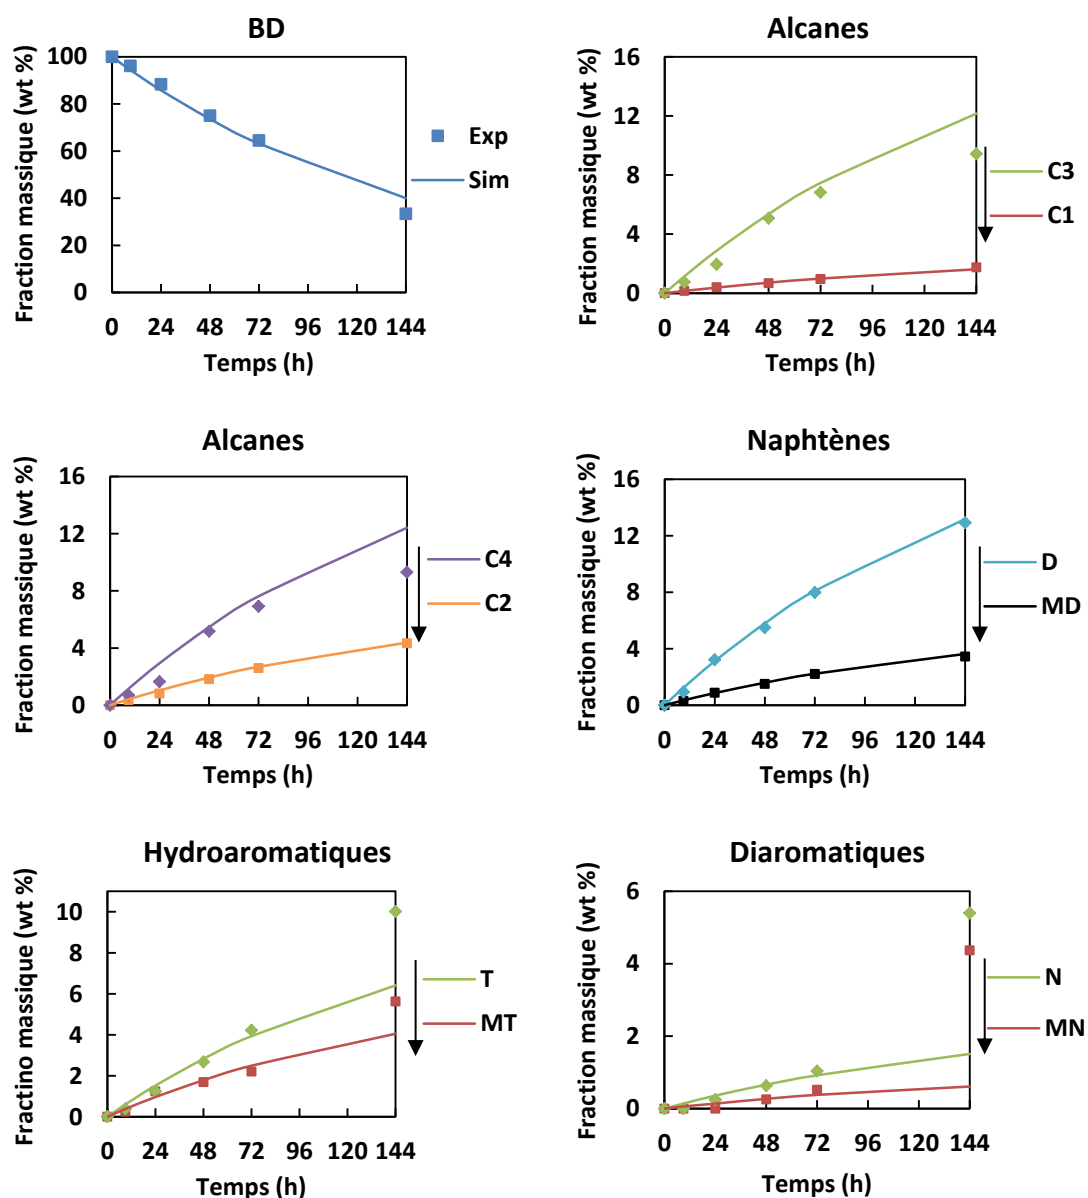 BD
Fraction massique (wt %)
100
80
60
40
20
0
0 24 48 72 96 120 144
Temps (h)
Exp
Sim
Alcanes
Fraction massique (wt %)
16
12
8
4
0
0 24 48 72 96 120 144
Temps (h)
C3
C1
Alcanes
Fraction massique (wt %)
16
12
8
4
0
0 24 48 72 96 120 144
Temps (h)
C4
C2
Naphtènes
Fraction massique (wt %)
16
12
8
4
0
0 24 48 72 96 120 144
Temps (h)
D
MD
Hydroaromatiques
Fractino massique (wt %)
10
8
6
4
2
0
0 24 48 72 96 120 144
Temps (h)
T
MT
Diaromatiques
Fraction massique (wt %)
6
4
2
0
0 24 48 72 96 120 144
Temps (h)
N
MN